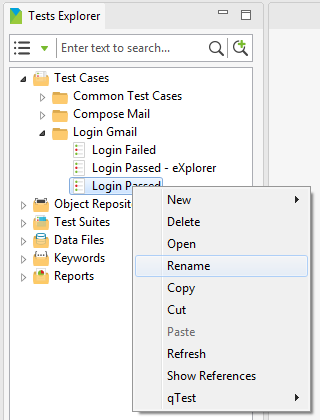 Tests Explorer
Enter text to search...
Test Cases
Common Test Cases
Compose Mail
Login Gmail
Login Failed
Login Passed - eXplorer
Login Passed
Object Reposit
Test Suites
Data Files
Keywords
Reports
New
Delete
Open
Rename
Copy
Cut
Paste
Refresh
Show References
qTest